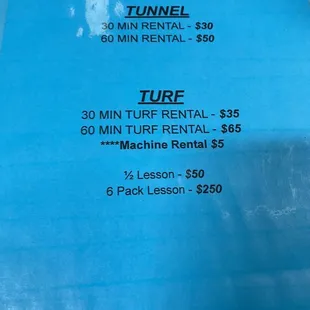 TUNNEL
30 MIN RENTAL - $30
60 MIN RENTAL - $50
TURF
30 MIN TURF RENTAL - $35
60 MIN TURF RENTAL - $65
****Machine Rental $5
½ Lesson - $50
6 Pack Lesson - $250